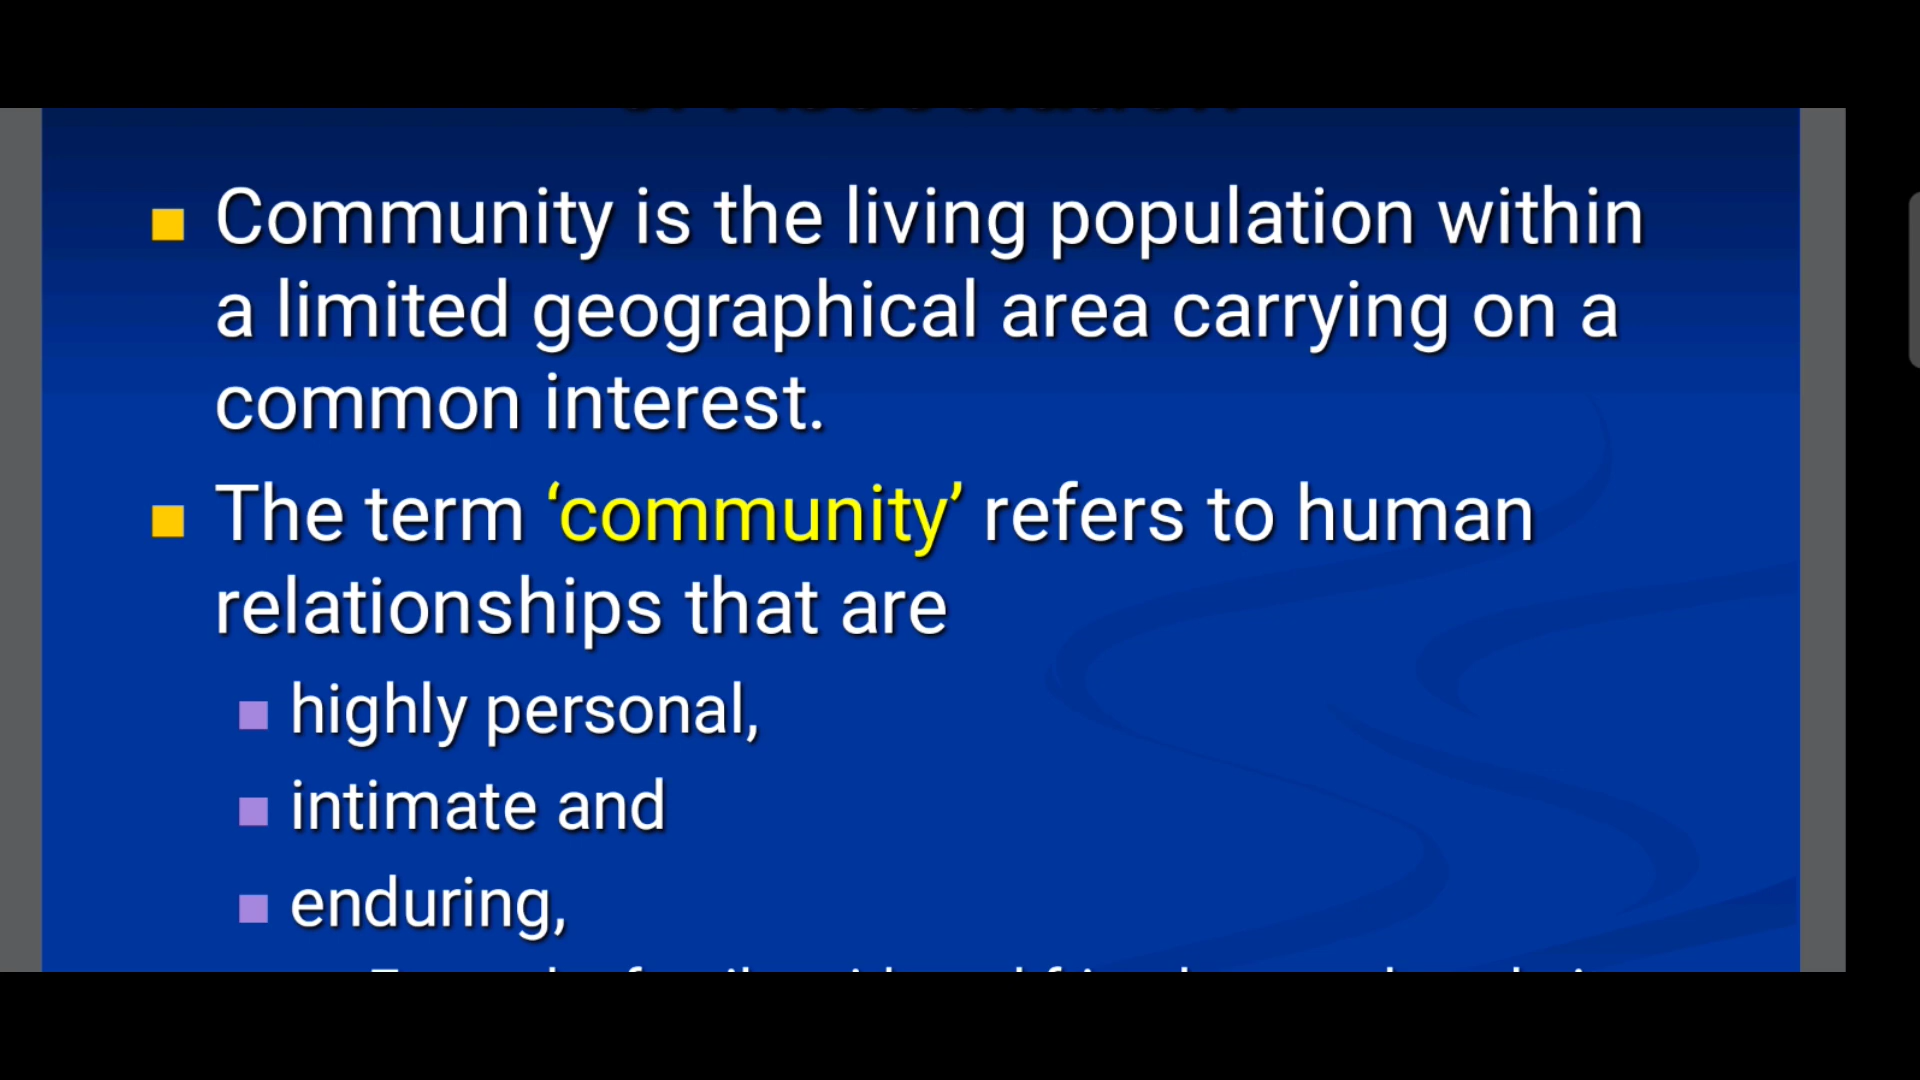 Community is the living population within
a limited geographical area carrying on a
common interest.
The term ‘community’ refers to human
relationships that are
highly personal,
intimate and
enduring,